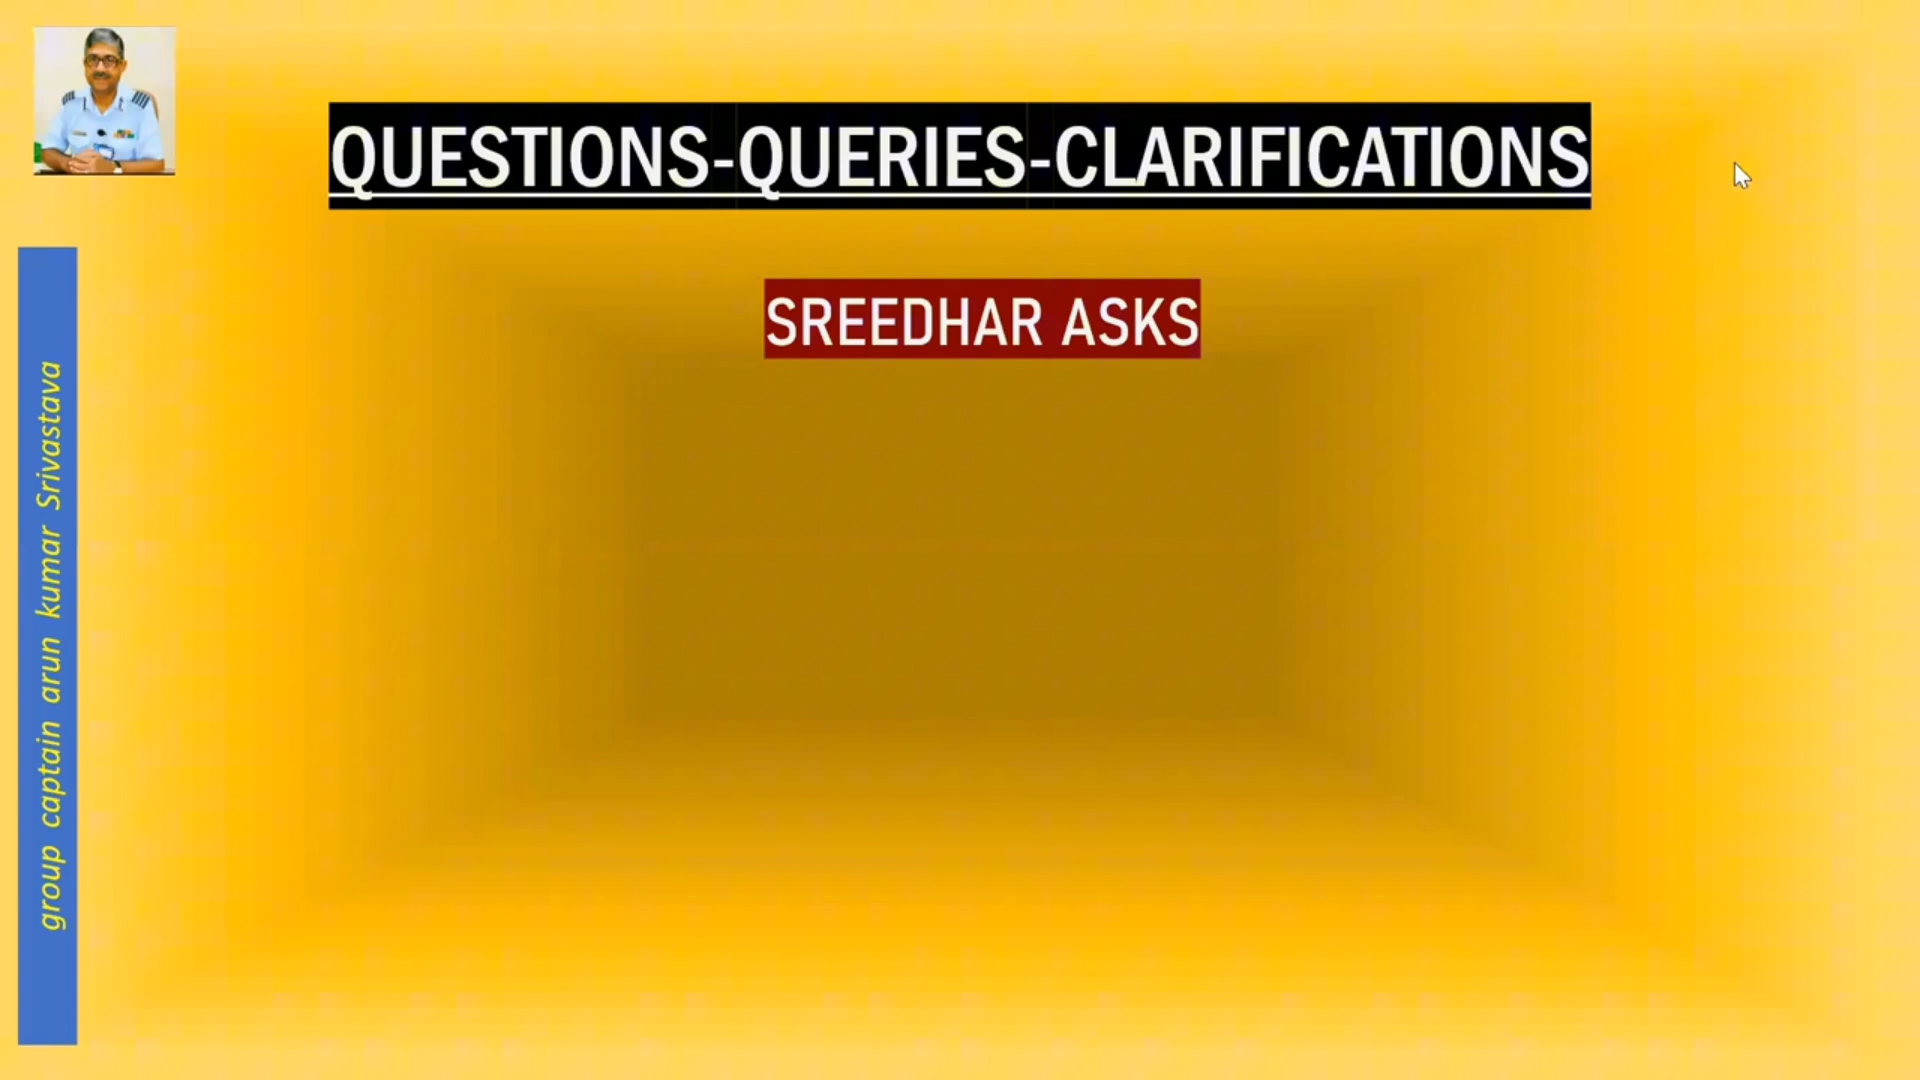 QUESTIONS-QUERIES-CLARIFICATIONS
SREEDHAR ASKS
group captain arun kumar Srivastava